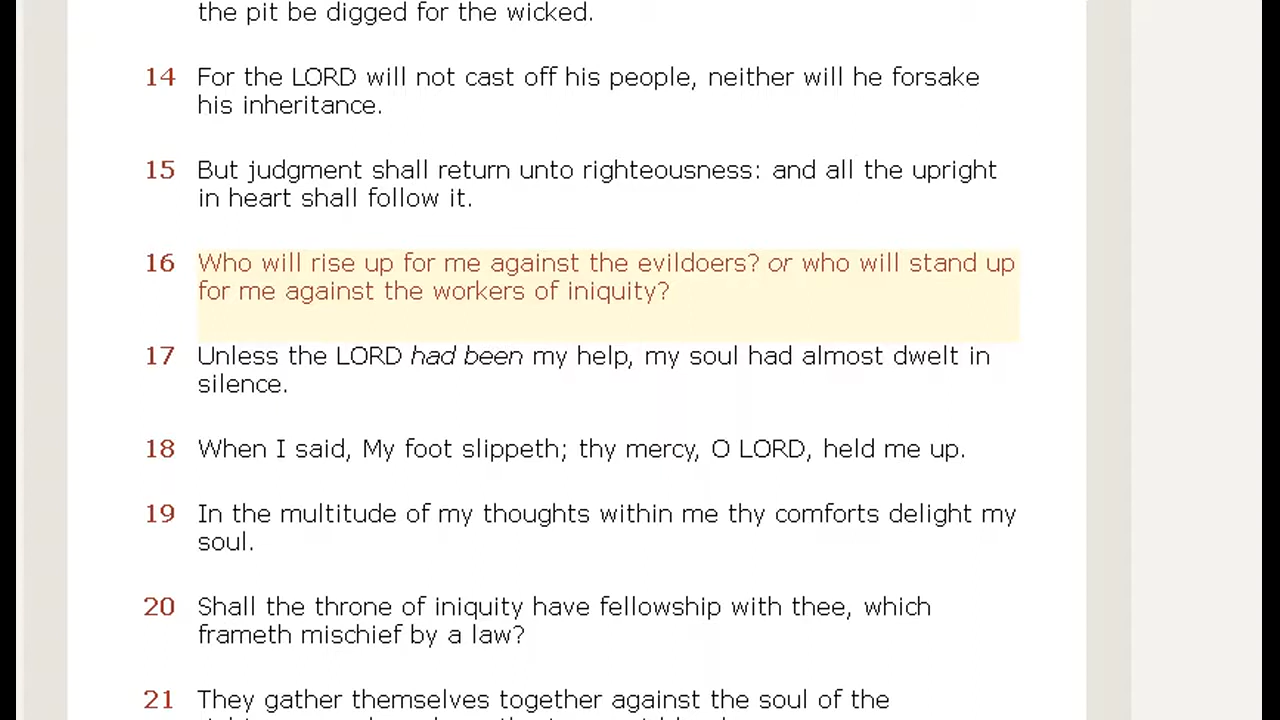 the pit be digged for the wicked.
14 For the LORD will not cast off his people, neither will he forsake
his inheritance.
15 But judgment shall return unto righteousness: and all the upright
in heart shall follow it.
16 Who will rise up for me against the evildoers? or who will stand up
for me against the workers of iniquity?
17 Unless the LORD had been my help, my soul had almost dwelt in
silence.
18 When I said, My foot slippeth; thy mercy, O LORD, held me up.
19 In the multitude of my thoughts within me thy comforts delight my
soul.
20 Shall the throne of iniquity have fellowship with thee, which
frameth mischief by a law?
21 They gather themselves together against the soul of the